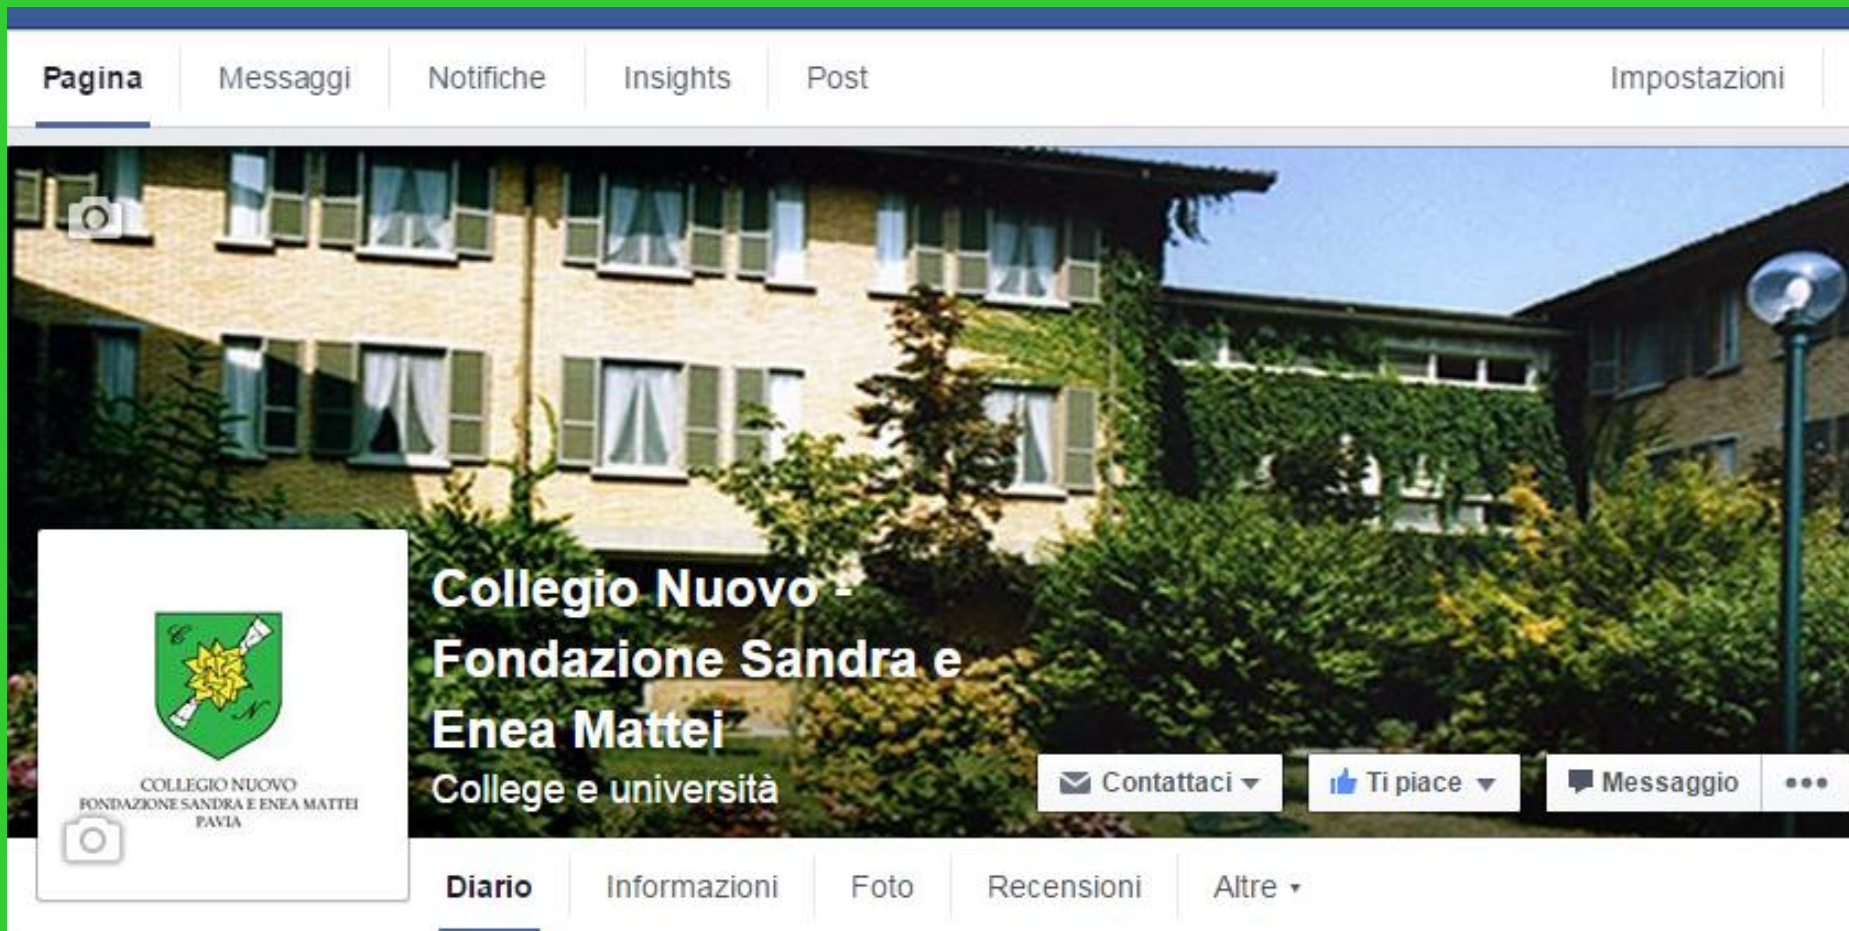 Pagina
Messaggi
Notifiche
Insights
Post
Impostazioni
Collegio Nuovo -
Fondazione Sandra e
Enea Mattei
College e università
C
N
COLLEGIO NUOVO
FONDAZIONE SANDRA E ENEA MATTEI
PAVIA
Contattaci
Ti piace
Messaggio
Diario
Informazioni
Foto
Recensioni
Altre